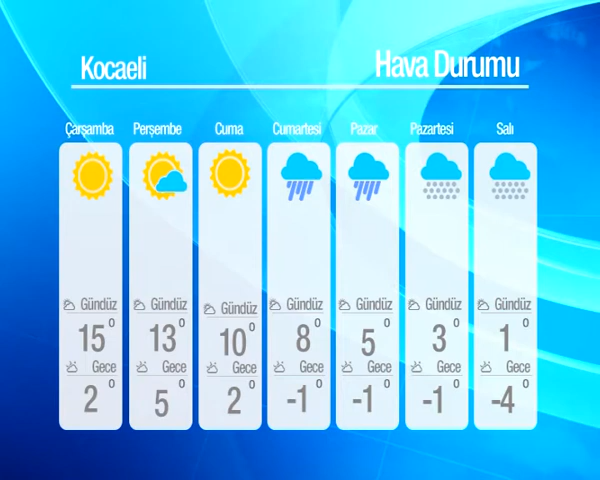 Kocaeli
Hava Durumu
Çarşamba Perşembe Cuma Cumartesi Pazar Pazartesi Salı
Gündüz Gündüz Gündüz Gündüz Gündüz Gündüz Gündüz
15° 13° 10° 8° 5° 3° 1°
Gece Gece Gece Gece Gece Gece Gece
2° 5° 2° -1° -1° -1° -4°